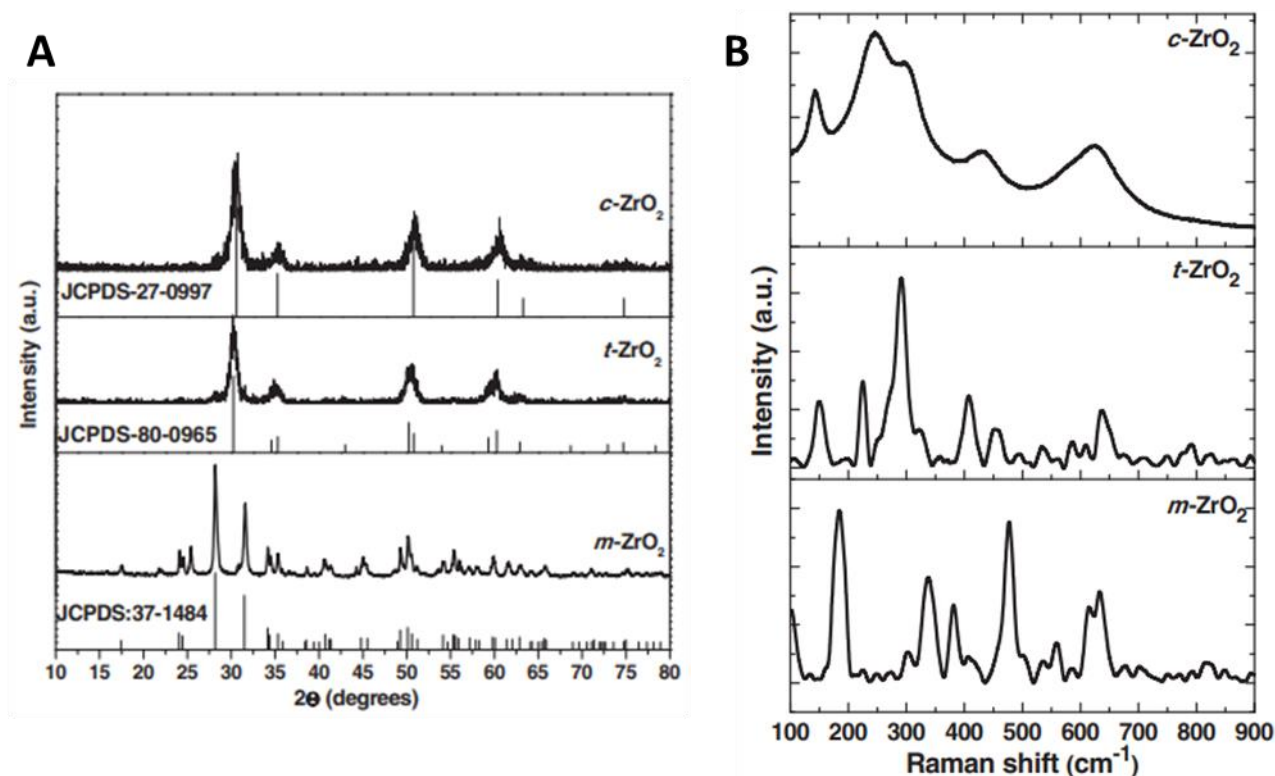 A
Intensity (a.u.)
c-ZrO2
JCPDS-27-0997
t-ZrO2
JCPDS-80-0965
m-ZrO2
JCPDS:37-1484
10 15 20 25 30 35 40 45 50 55 60 65 70 75 80
2Θ (degrees)
B
Intensity (a.u.)
c-ZrO2
t-ZrO2
m-ZrO2
100 200 300 400 500 600 700 800 900
Raman shift (cm-1)